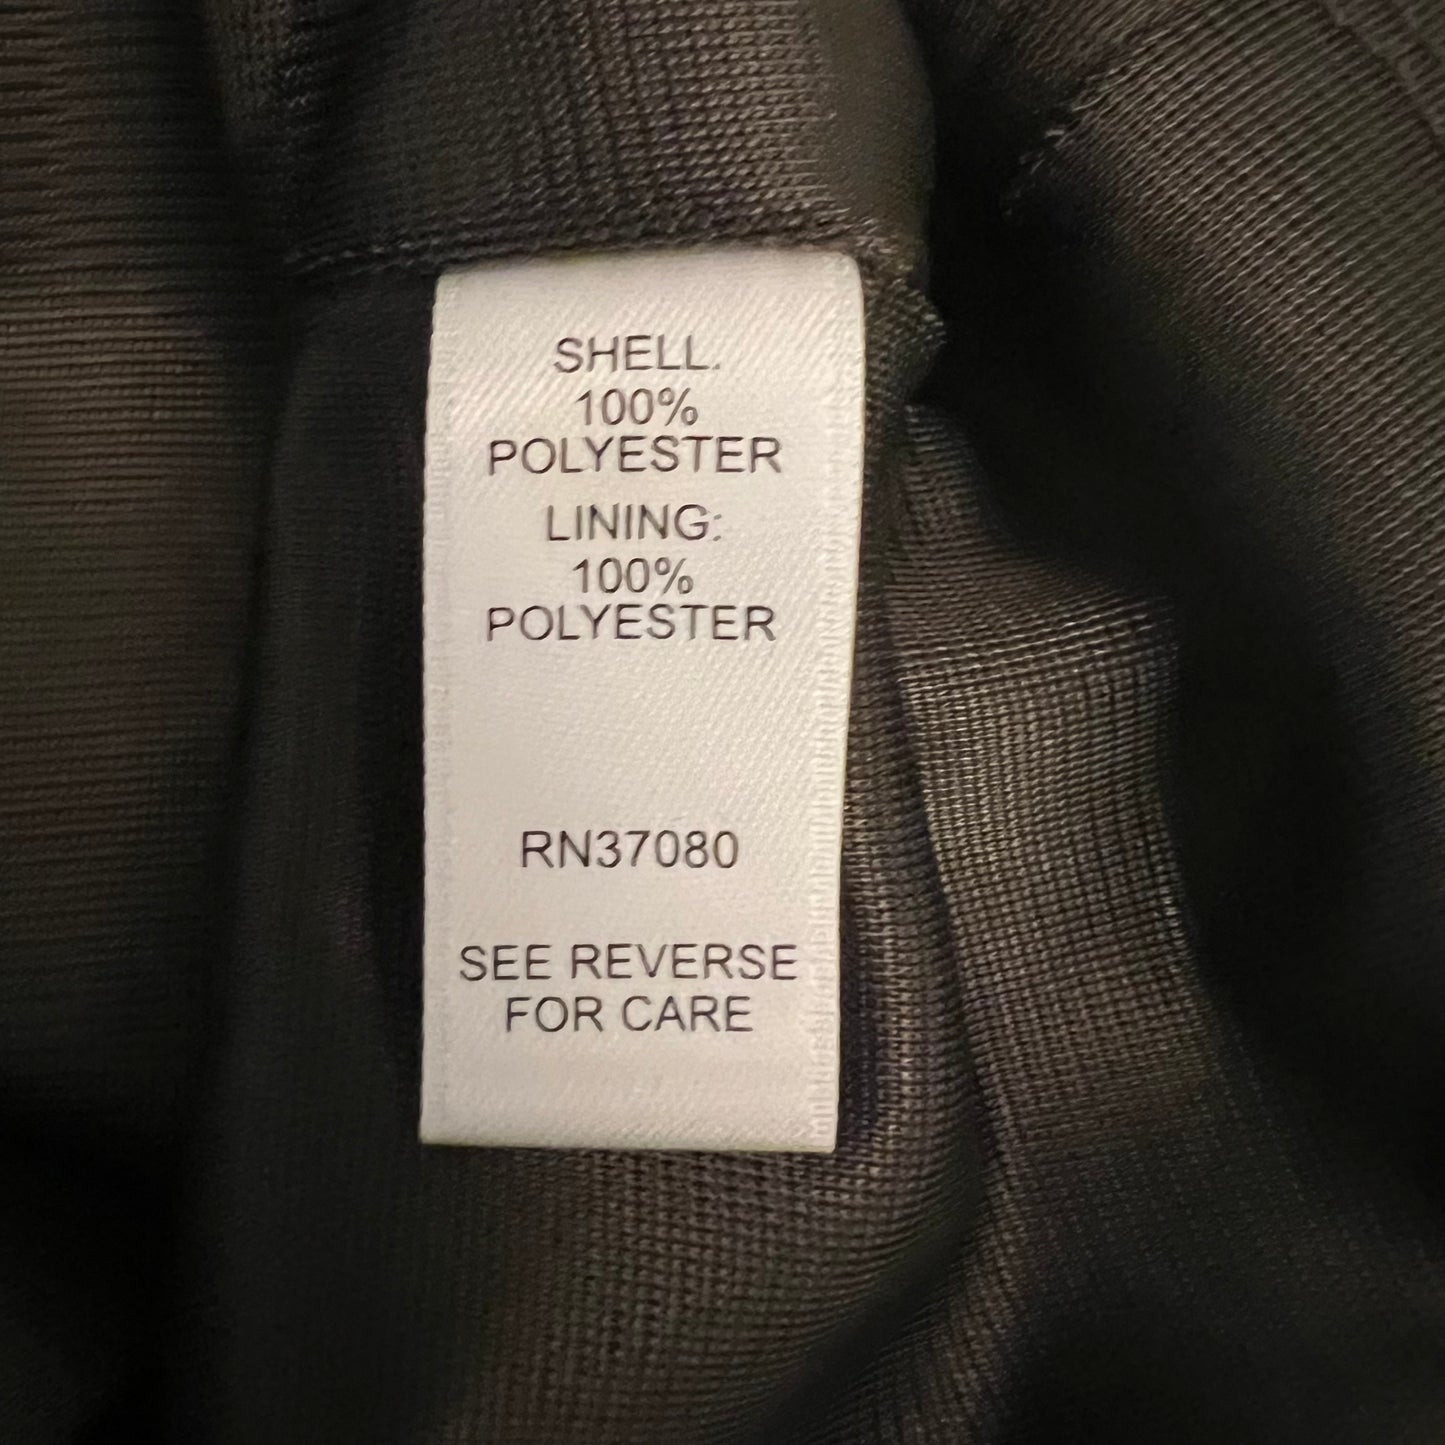 SHELL.
100%
POLYESTER
LINING:
100%
POLYESTER
RN37080
SEE REVERSE
FOR CARE